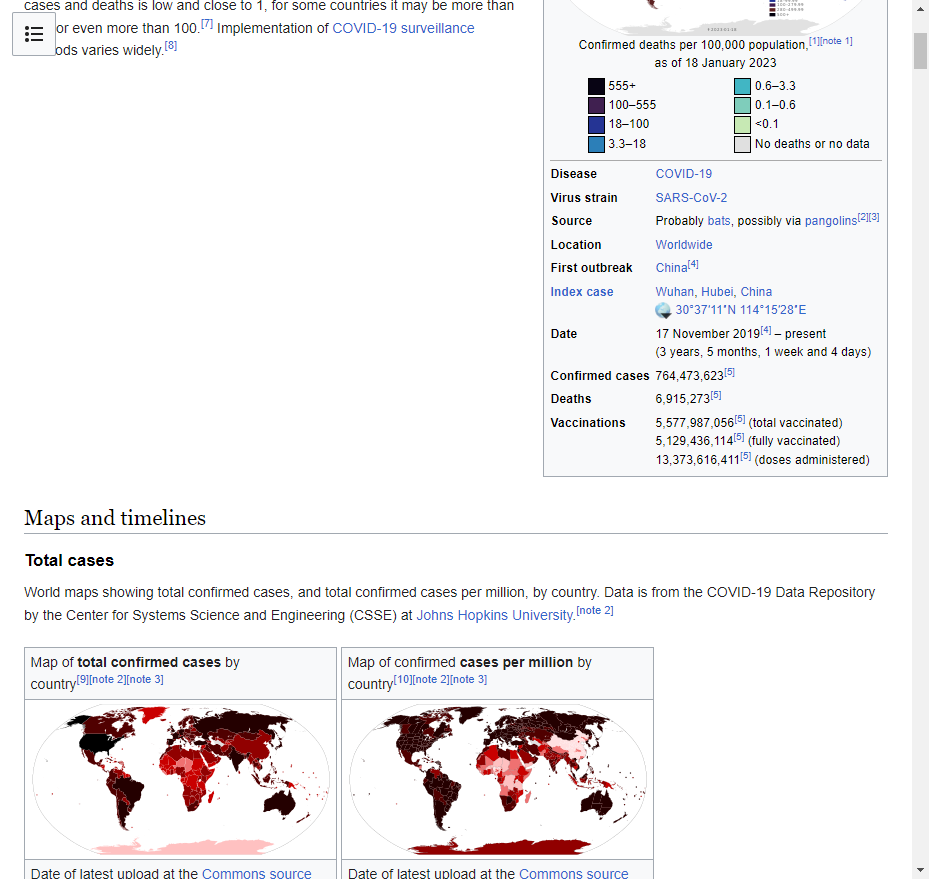 cases and deaths is low and close to 1, for some countries it may be more than
or even more than 100.[7] Implementation of COVID-19 surveillance
ods varies widely.[8]
Confirmed deaths per 100,000 population,[1][note 1]
as of 18 January 2023
555+
100–555
18–100
3.3–18
0.6–3.3
0.1–0.6
<0.1
No deaths or no data
Disease COVID-19
Virus strain SARS-CoV-2
Source Probably bats, possibly via pangolins[2][3]
Location Worldwide
First outbreak China[4]
Index case Wuhan, Hubei, China
30°37′11″N 114°15′28″E
Date 17 November 2019[4] – present
(3 years, 5 months, 1 week and 4 days)
Confirmed cases 764,473,623[5]
Deaths 6,915,273[5]
Vaccinations 5,577,987,056[5] (total vaccinated)
5,129,436,114[5] (fully vaccinated)
13,373,616,411[5] (doses administered)
Maps and timelines
Total cases
World maps showing total confirmed cases, and total confirmed cases per million, by country. Data is from the COVID-19 Data Repository
by the Center for Systems Science and Engineering (CSSE) at Johns Hopkins University.[note 2]
Map of total confirmed cases by
country[9][note 2][note 3]
Map of confirmed cases per million by
country[10][note 2][note 3]
Date of latest upload at the Commons source
Date of latest upload at the Commons source